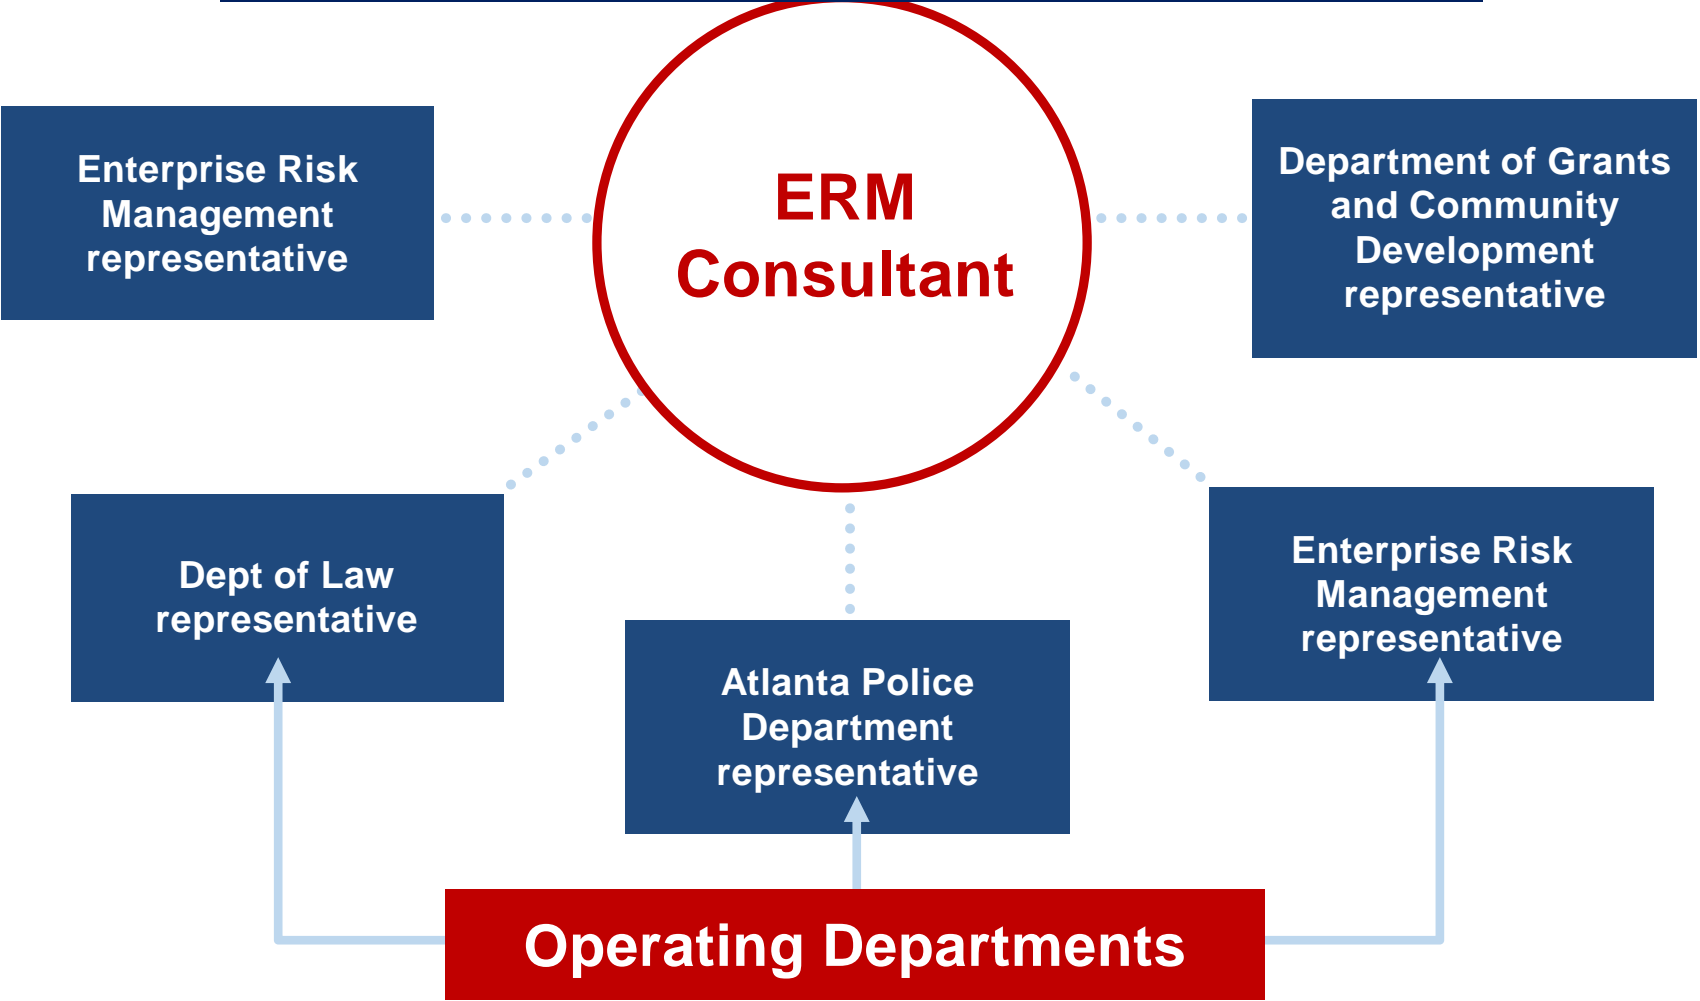 Enterprise Risk
Management
representative
ERM
Consultant
Department of Grants
and Community
Development
representative
Dept of Law
representative
Atlanta Police
Department
representative
Enterprise Risk
Management
representative
Operating Departments